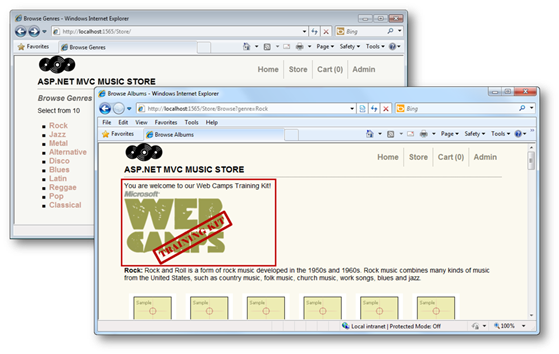 Browse Genres - Windows Internet Explorer
http://localhost:1565/Store/
Bing
Favorites Browse Genres Page Safety Tools
Home Store Cart (0) Admin
ASP.NET MVC MUSIC STORE
Browse Genres
Select from 10
Rock
Jazz
Metal
Alternative
Disco
Blues
Latin
Reggae
Pop
Classical
Browse Albums - Windows Internet Explorer
http://localhost:1565/Store/Browse?genre=Rock
Bing
File Edit View Favorites Tools Help
Favorites Browse Albums Page Safety Tools
Home Store Cart (0) Admin
ASP.NET MVC MUSIC STORE
You are welcome to our Web Camps Training Kit!
Microsoft
WEB
CAMPS
TRAINING KIT
Rock: Rock and Roll is a form of rock music developed in the 1950s and 1960s. Rock music combines many kinds of music
from the United States, such as country music, folk music, church music, work songs, blues and jazz.
Sample Sample Sample Sample Sample Sample
Local intranet | Protected Mode: Off 100%